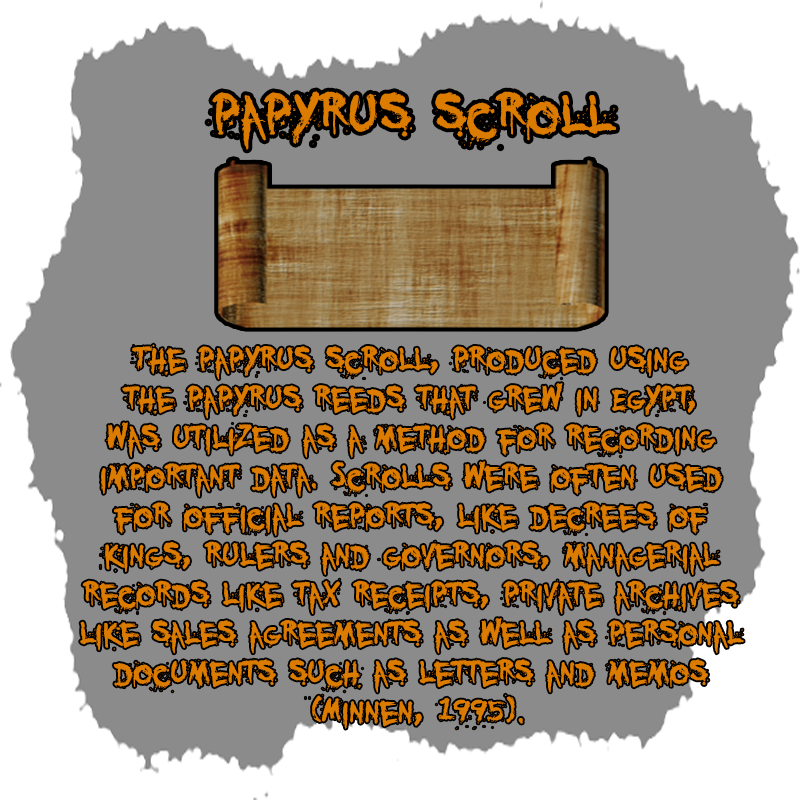 PAPYRUS SCROLL
THE PAPYRUS SCROLL, PRODUCED USING
THE PAPYRUS REEDS THAT GREW IN EGYPT,
WAS UTILIZED AS A METHOD FOR RECORDING
IMPORTANT DATA. SCROLLS WERE OFTEN USED
FOR OFFICIAL REPORTS, LIKE DECREES OF
KINGS, RULERS AND GOVERNORS, MANAGERIAL
RECORDS LIKE TAX RECEIPTS, PRIVATE ARCHIVES
LIKE SALES AGREEMENTS AS WELL AS PERSONAL
DOCUMENTS SUCH AS LETTERS AND MEMOS
(MINNEN, 1995).